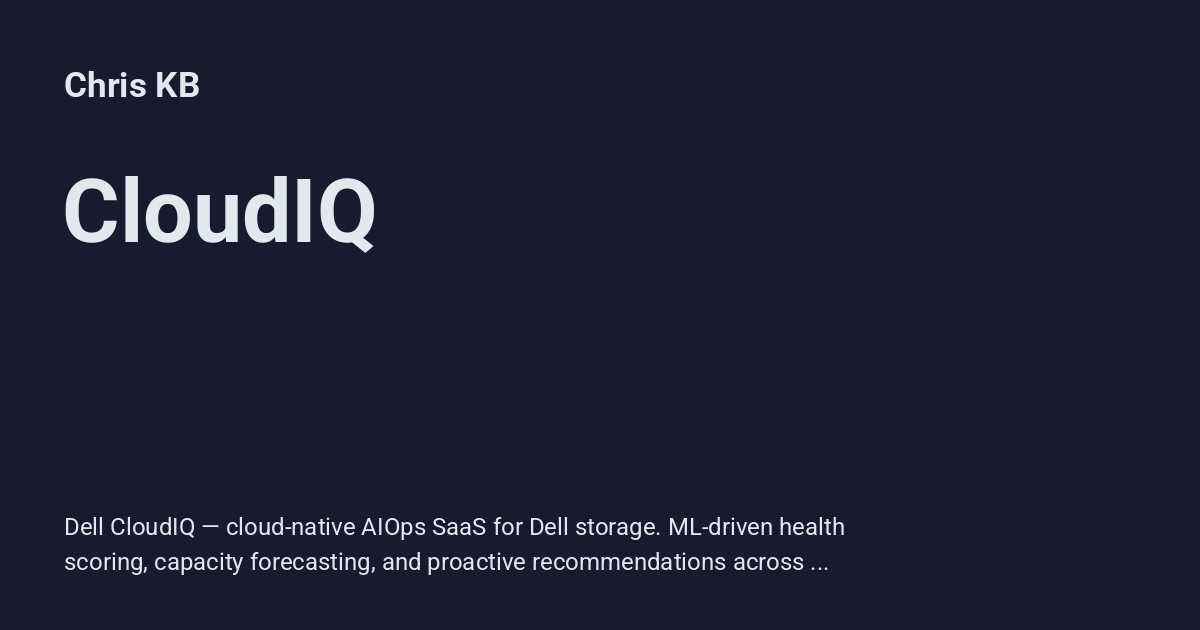 Chris KB
CloudIQ
Dell CloudIQ — cloud-native AIOps SaaS for Dell storage. ML-driven health
scoring, capacity forecasting, and proactive recommendations across ...